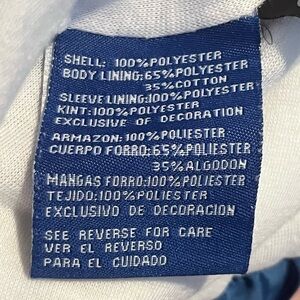 SHELL: 100%POLYESTER
BODY LINING:65%POLYESTER
35%COTTON
SLEEVE LINING:100%POLYESTER
KINT:100%POLYESTER
EXCLUSIVE OF DECORATION
ARMAZON:100%POLIESTER
CUERPO FORRO:65%POLIESTER
35%ALGODON
MANGAS FORRO:100%POLIESTER
TEJIDO:100%POLIESTER
EXCLUSIVO DE DECORACION
SEE REVERSE FOR CARE
VER EL REVERSO
PARA EL CUIDADO